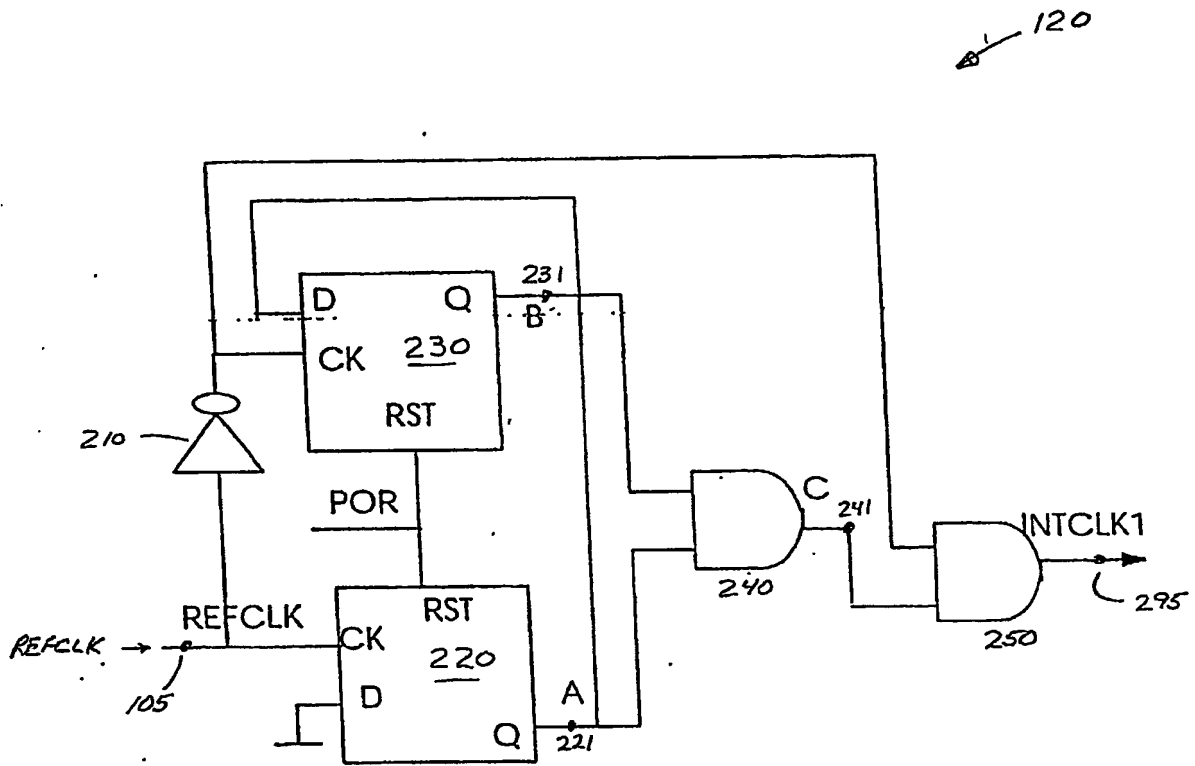 120
231
D
Q
B
230
CK
RST
210
POR
C
241
INTCLK1
240
295
250
REFCLK
RST
REFCLK
CK
220
105
D
A
Q
221